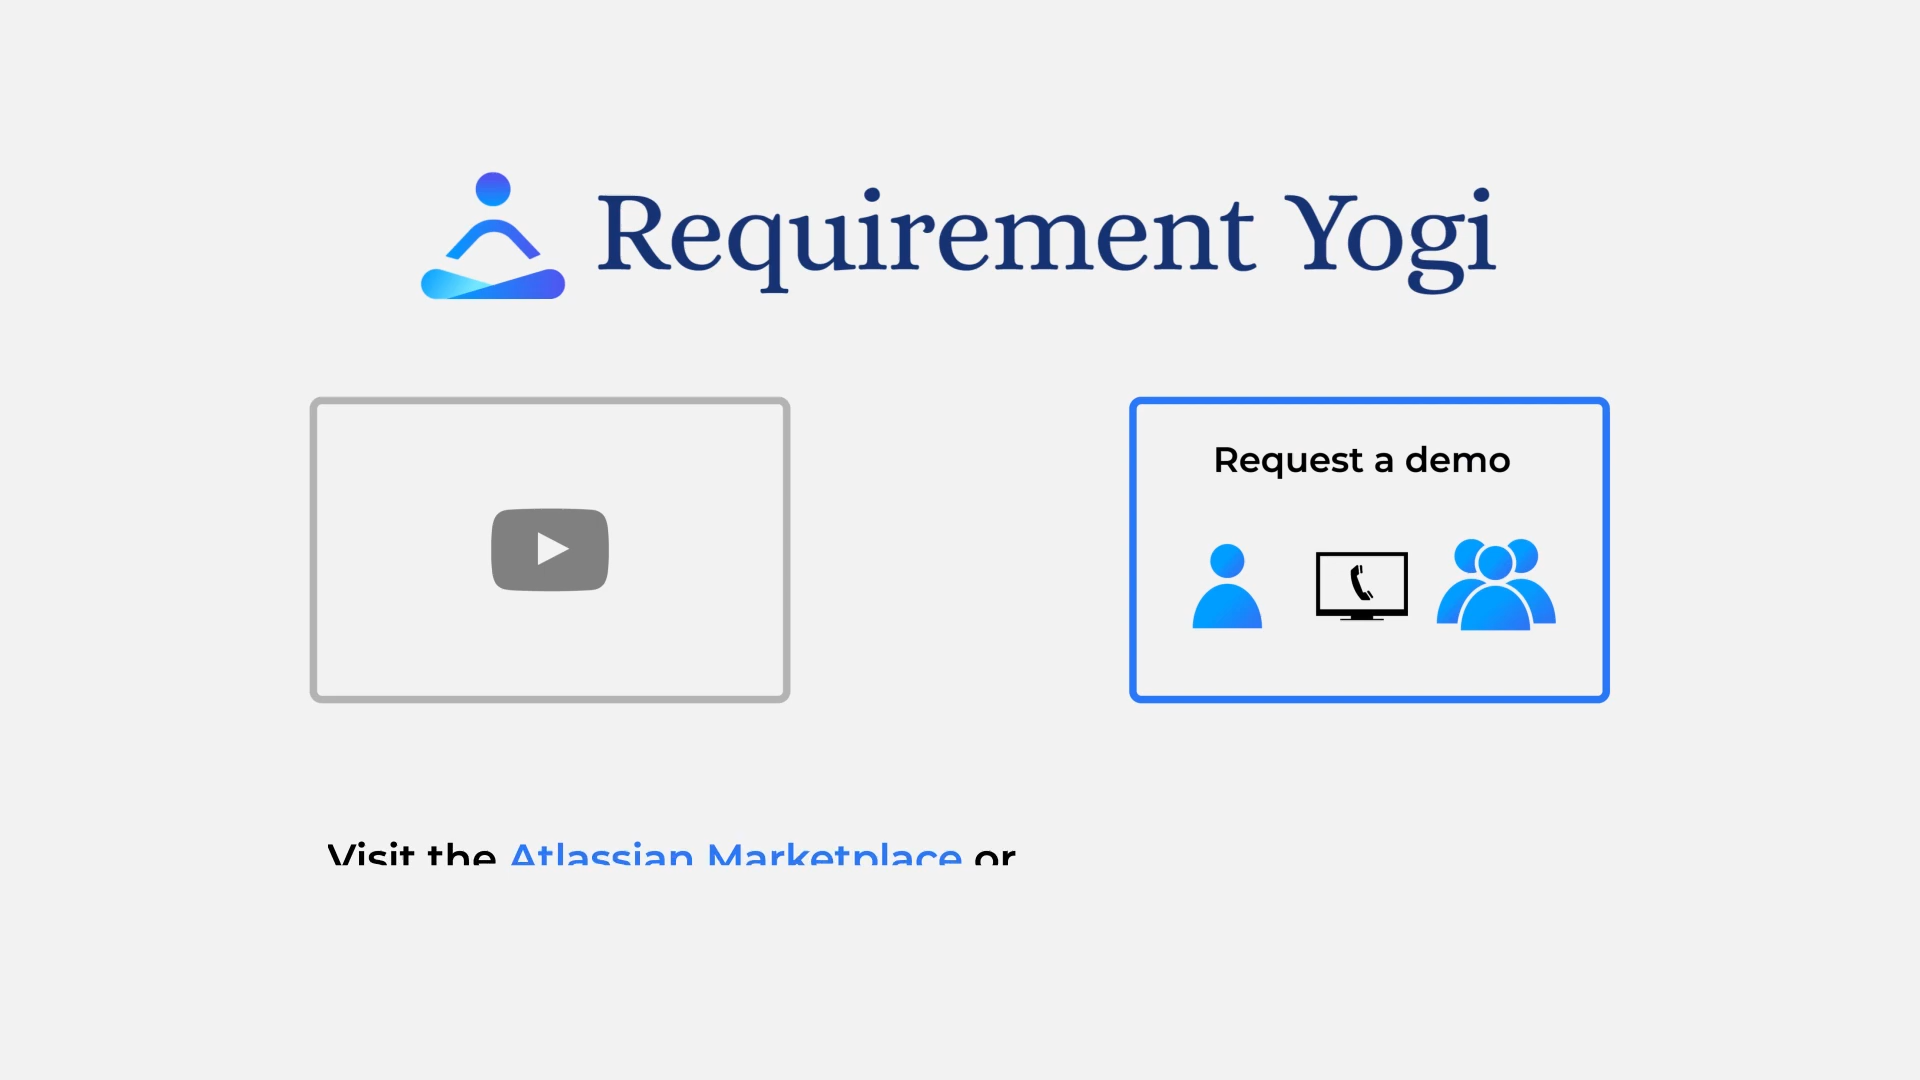 Requirement Yogi
Request a demo
Visit the Atlassian Marketplace or